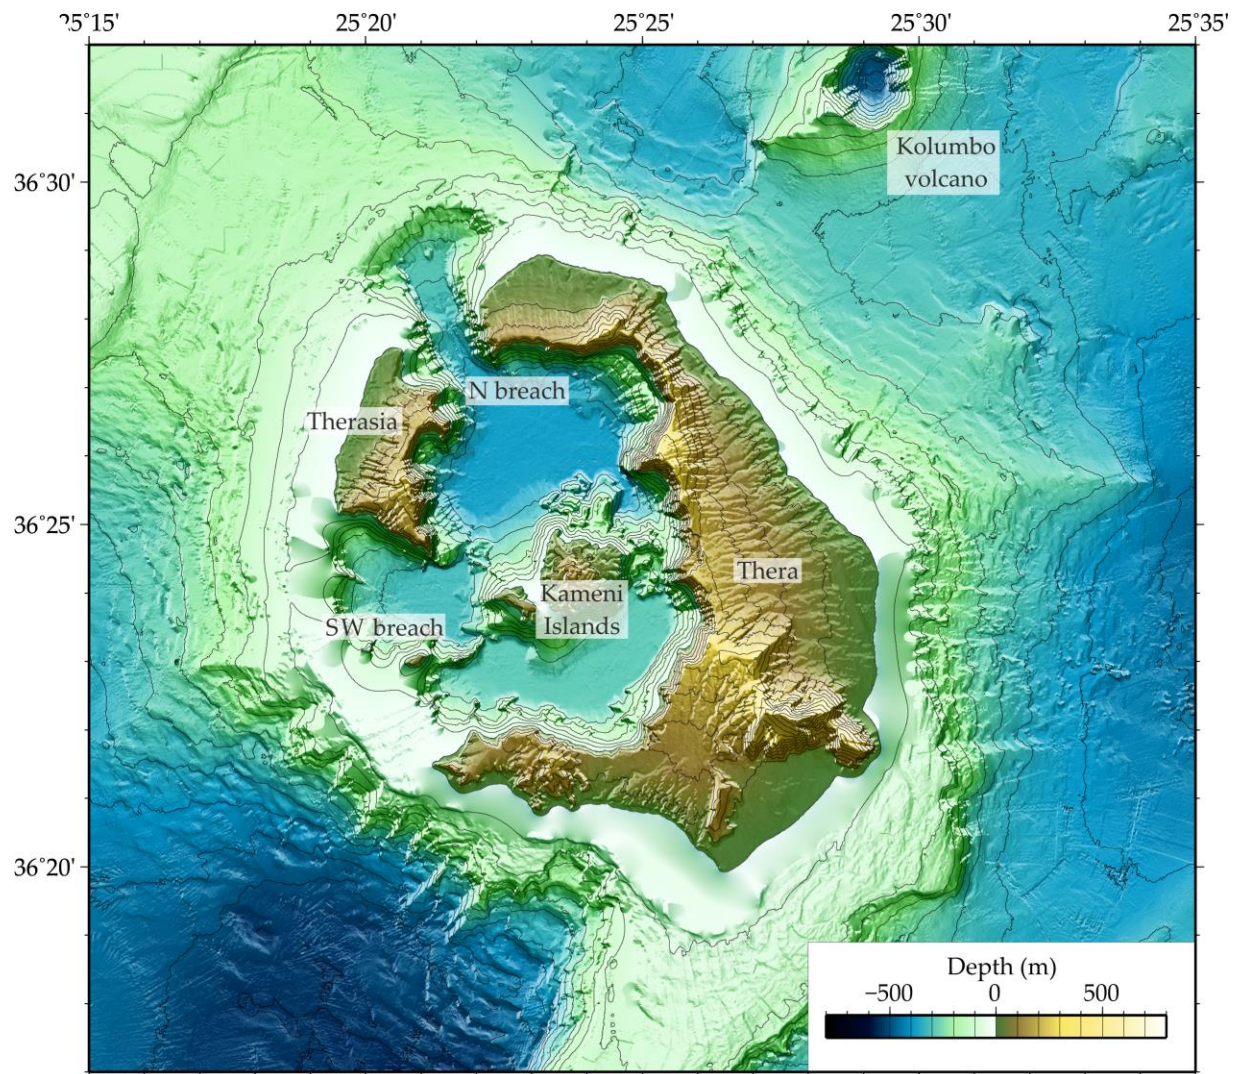 25˚15' 25˚20' 25˚25' 25˚30' 25˚35'
Kolumbo
volcano
36˚30'
N breach
Therasia
36˚25'
Thera
Kameni
Islands
SW breach
36˚20'
Depth (m)
−500 0 500